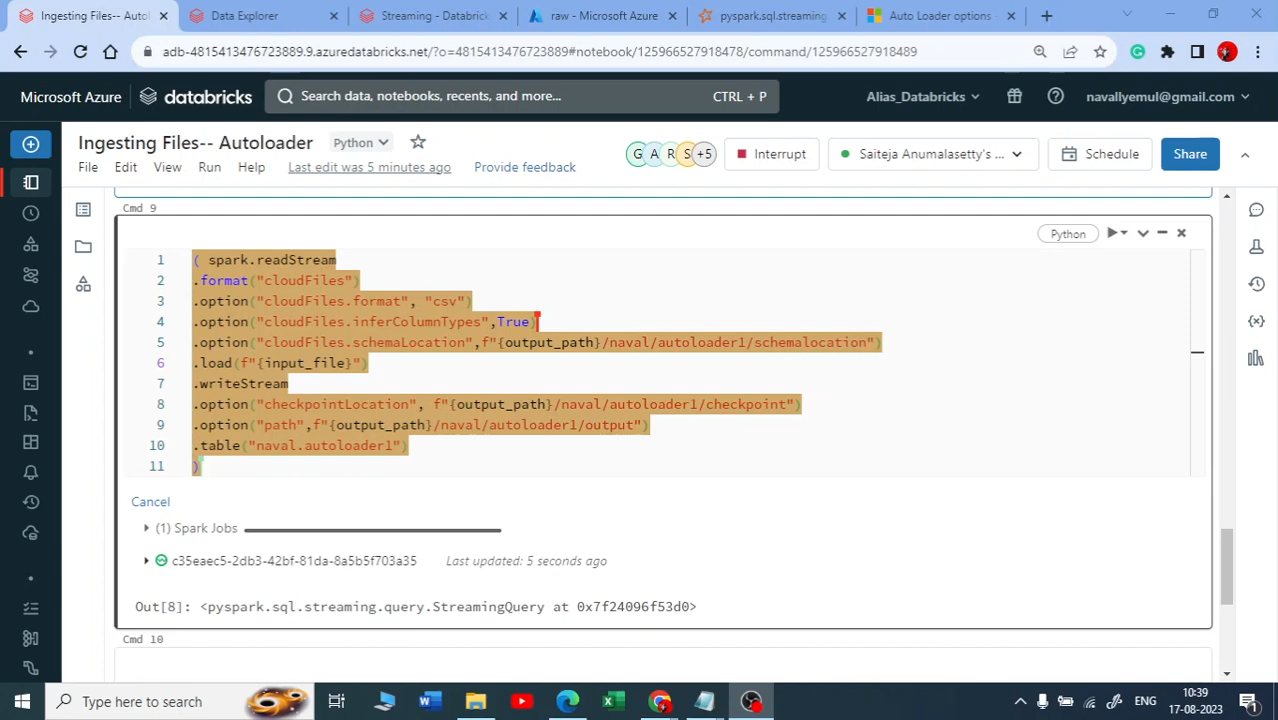 Ingesting Files-- Autol
Data Explorer
Streaming - Databrick
raw - Microsoft Azure
pyspark.sql.streaming
Auto Loader options
adb-4815413476723889.9.azuredatabricks.net/?o=4815413476723889#notebook/125966527918478/command/125966527918489
Microsoft Azure
databricks
Search data, notebooks, recents, and more...
CTRL + P
Alias_Databricks
navallyemul@gmail.com
Ingesting Files-- Autoloader
Python
File
Edit
View
Run
Help
Last edit was 5 minutes ago
Provide feedback
G
A
R
S
+5
Interrupt
Saiteja Anumalasetty's ...
Schedule
Share
Cmd 9
Python
1 ( spark.readStream
2 .format("cloudFiles")
3 .option("cloudFiles.format", "csv")
4 .option("cloudFiles.inferColumnTypes",True)
5 .option("cloudFiles.schemaLocation",f"{output_path}/naval/autoloader1/schemalocation")
6 .load(f"{input_file}")
7 .writeStream
8 .option("checkpointLocation", f"{output_path}/naval/autoloader1/checkpoint")
9 .option("path",f"{output_path}/naval/autoloader1/output")
10 .table("naval.autoloader1")
11 )
Cancel
(1) Spark Jobs
c35eaec5-2db3-42bf-81da-8a5b5f703a35
Last updated: 5 seconds ago
Out[8]: <pyspark.sql.streaming.query.StreamingQuery at 0x7f24096f53d0>
Cmd 10
Type here to search
ENG
10:39
17-08-2023
1